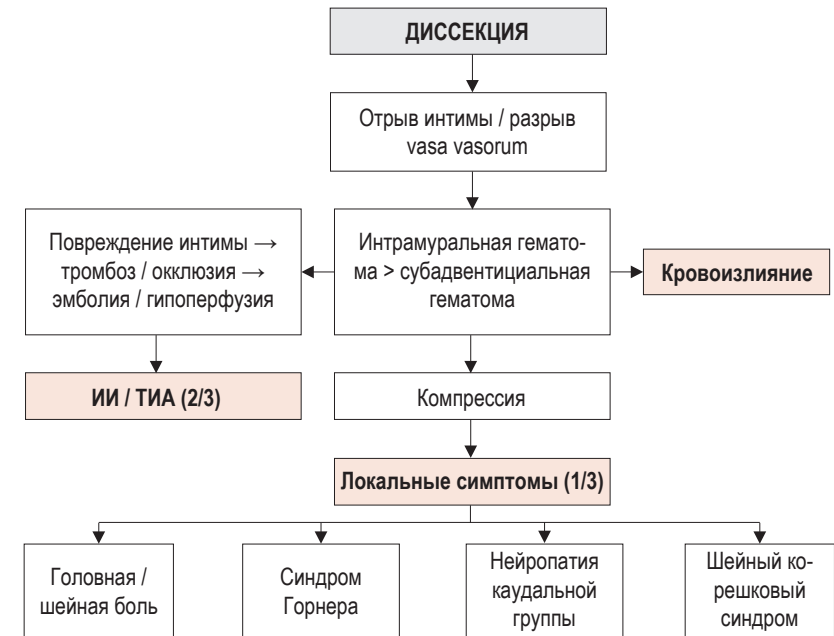 ДИССЕКЦИЯ
Отрыв интимы / разрыв
vasa vasorum
Повреждение интимы →
тромбоз / окклюзия →
эмболия / гипоперфузия
Интрамуральная гемато-
ма > субадвентициальная
гематома
Кровоизлияние
ИИ / ТИА (2/3)
Компрессия
Локальные симптомы (1/3)
Головная /
шейная боль
Синдром
Горнера
Нейропатия
каудальной
группы
Шейный ко-
решковый
синдром